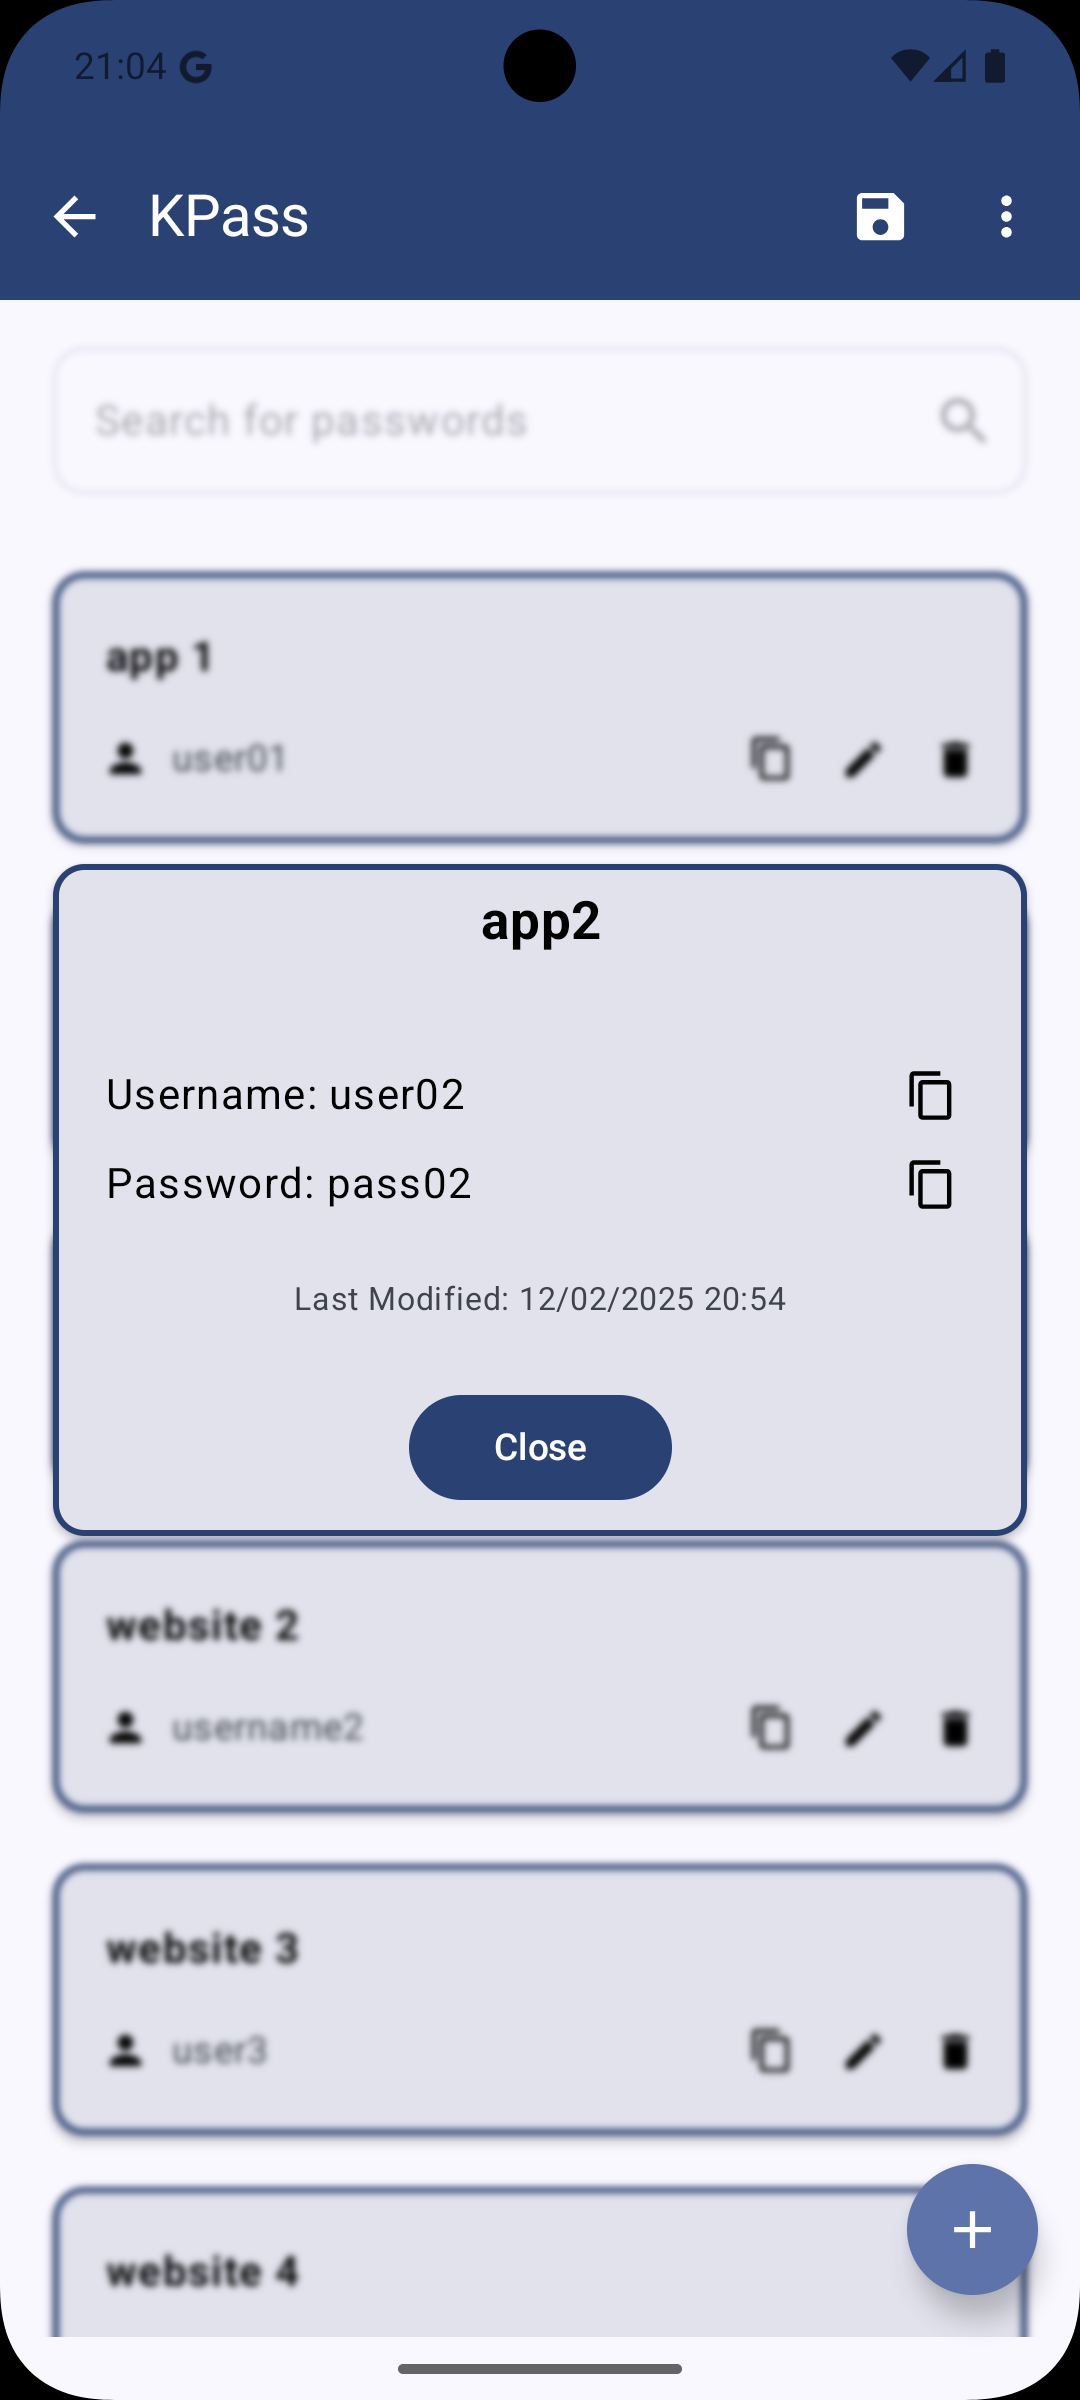 21:04
KPass
Search for passwords
app 1
user01
app2
Username: user02
Password: pass02
Last Modified: 12/02/2025 20:54
Close
website 2
username2
website 3
user3
website 4